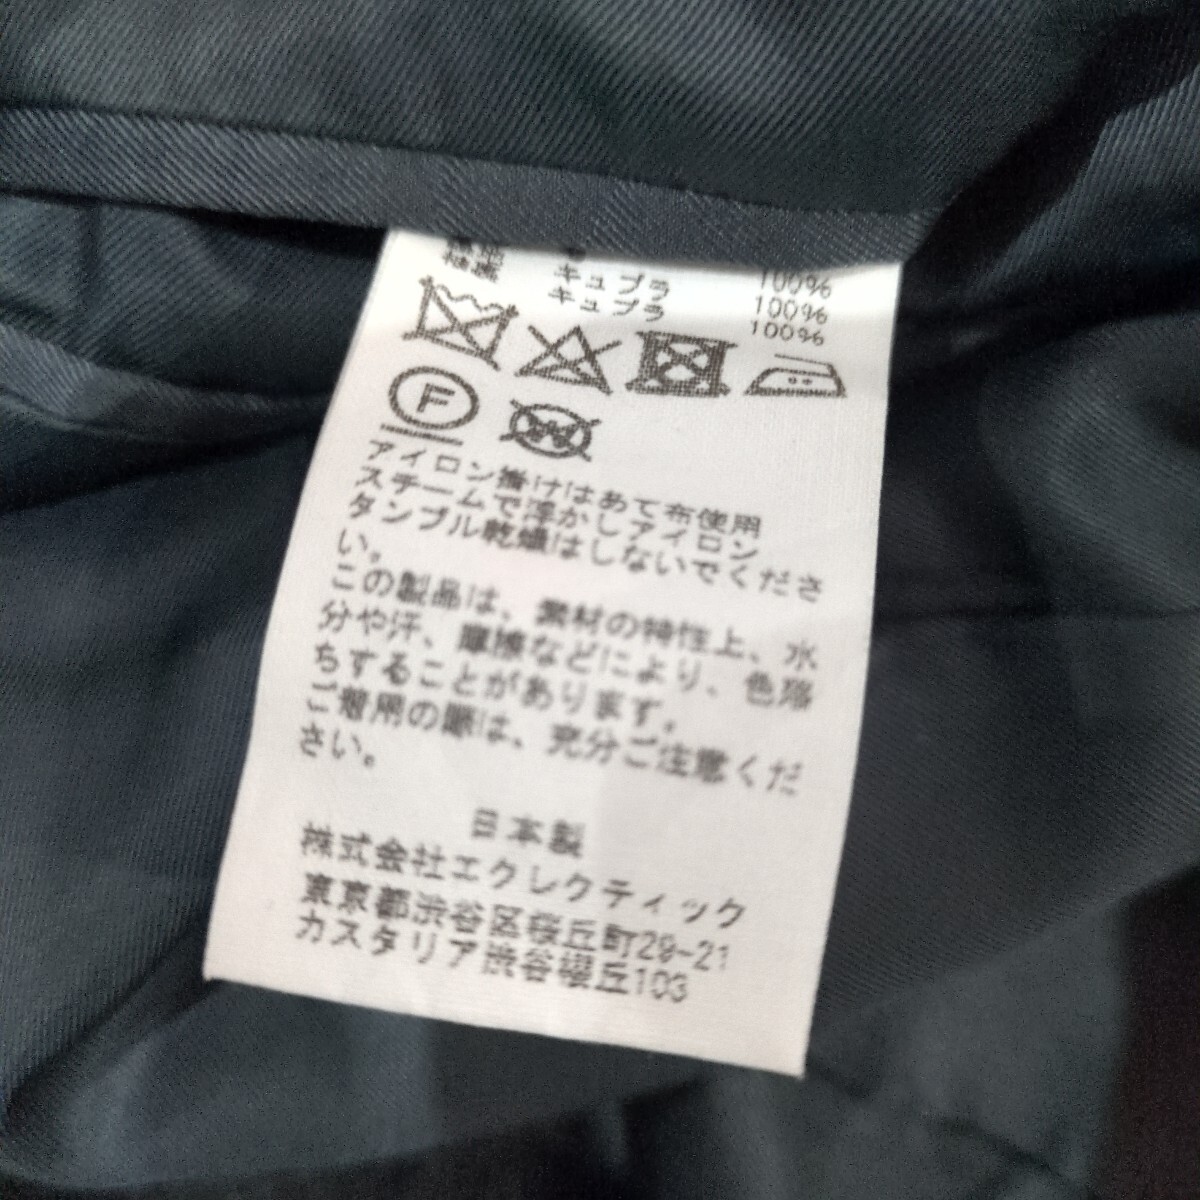 100%
キュプラ 100%
袖裏 キュプラ 100%
F
W
アイロン掛けはあて布使用
スチームで浮かしアイロン
タンブル乾燥はしないでくださ
い。
この製品は、素材の特性上、水
分や汗、摩擦などにより、色落
ちすることがあります。
ご着用の際は、充分ご注意くだ
さい。
日本製
株式会社エクレクティック
東京都渋谷区桜丘町29-21
カスタリア渋谷櫻丘103